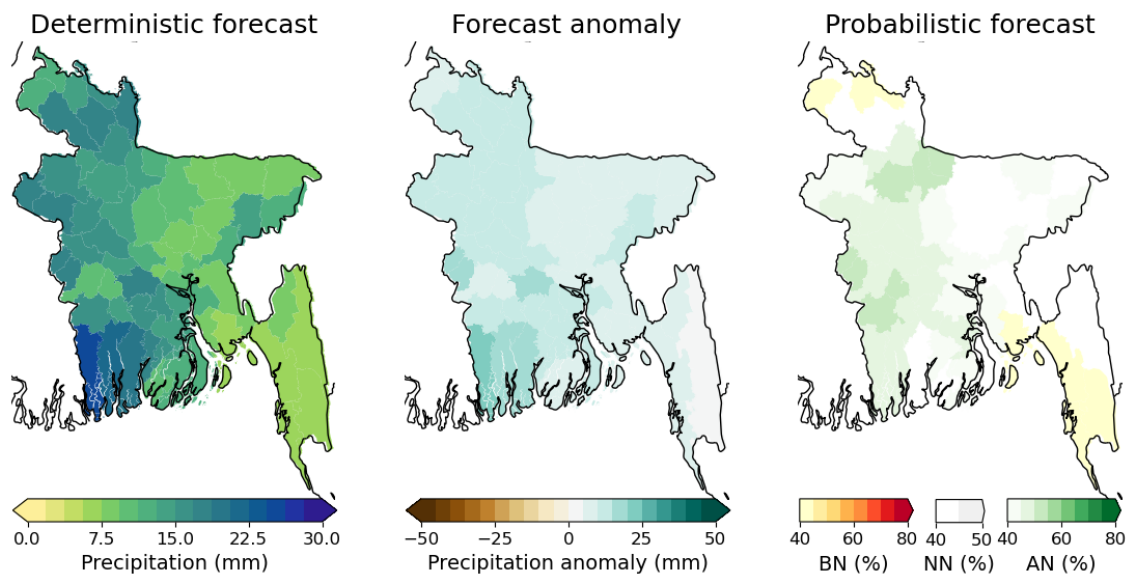 Deterministic forecast
Forecast anomaly
Probabilistic forecast
0.0 7.5 15.0 22.5 30.0
Precipitation (mm)
−50 −25 0 25 50
Precipitation anomaly (mm)
40 60 80
BN (%)
40 50
NN (%)
40 60 80
AN (%)